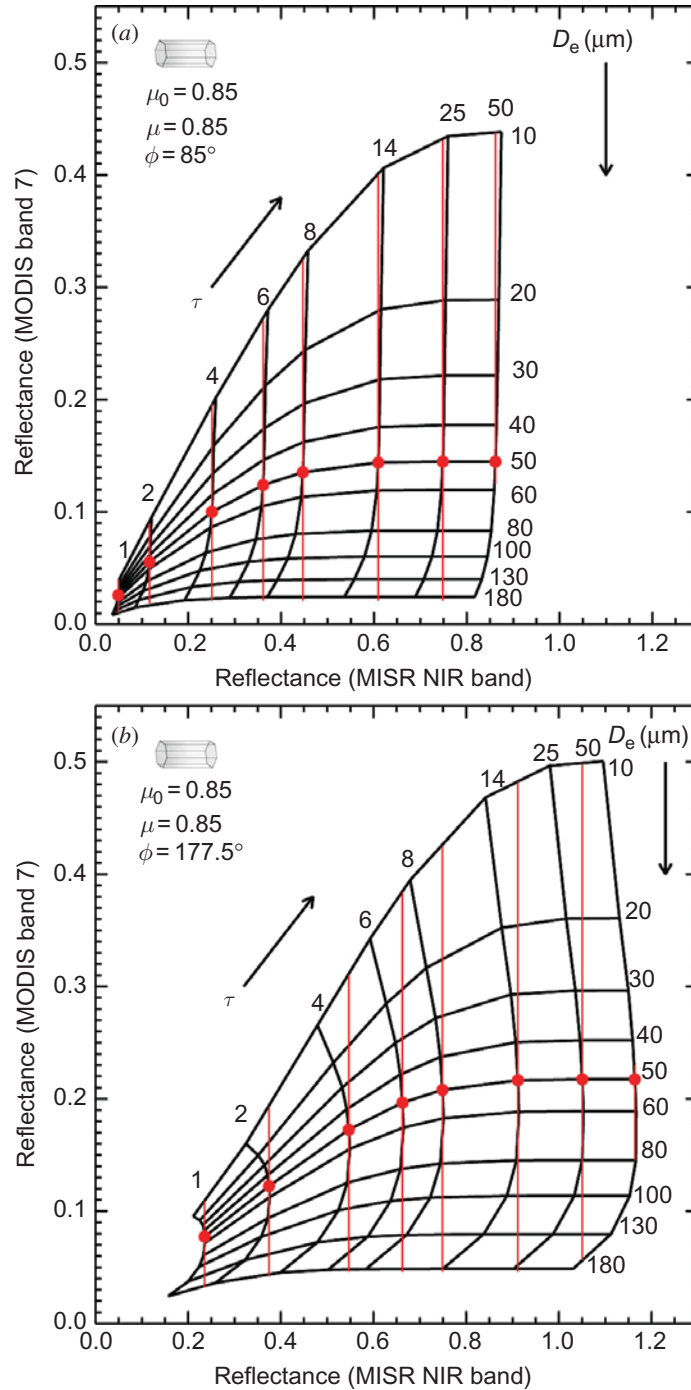 (a)
μ₀ = 0.85
μ = 0.85
ϕ = 85°
Dₑ (μm)
τ
1
2
4
6
8
14
25
50
10
20
30
40
50
60
80
100
130
180
0.5
0.4
0.3
0.2
0.1
0.0
0.0 0.2 0.4 0.6 0.8 1.0 1.2
Reflectance (MODIS band 7)
Reflectance (MISR NIR band)
(b)
μ₀ = 0.85
μ = 0.85
ϕ = 177.5°
Dₑ (μm)
τ
1
2
4
6
8
14
25
50
10
20
30
40
50
60
80
100
130
180
0.5
0.4
0.3
0.2
0.1
0.0
0.0 0.2 0.4 0.6 0.8 1.0 1.2
Reflectance (MODIS band 7)
Reflectance (MISR NIR band)